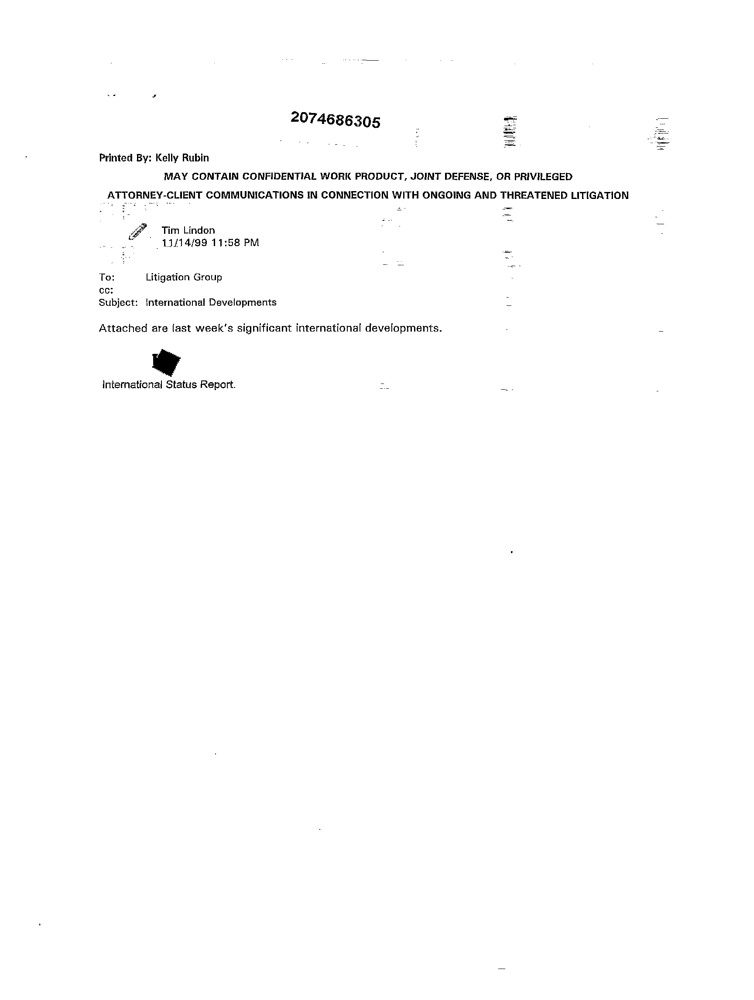 2074686305
Printed By: Kelly Rubin
MAY CONTAIN CONFIDENTIAL WORK PRODUCT, JOINT DEFENSE, OR PRIVILEGED
ATTORNEY-CLIENT COMMUNICATIONS IN CONNECTION WITH ONGOING AND THREATENED LITIGATION
Tim Lindon
11/14/99 11:58 PM
To: Litigation Group
cc:
Subject: International Developments
Attached are last week's significant international developments.
International Status Report.